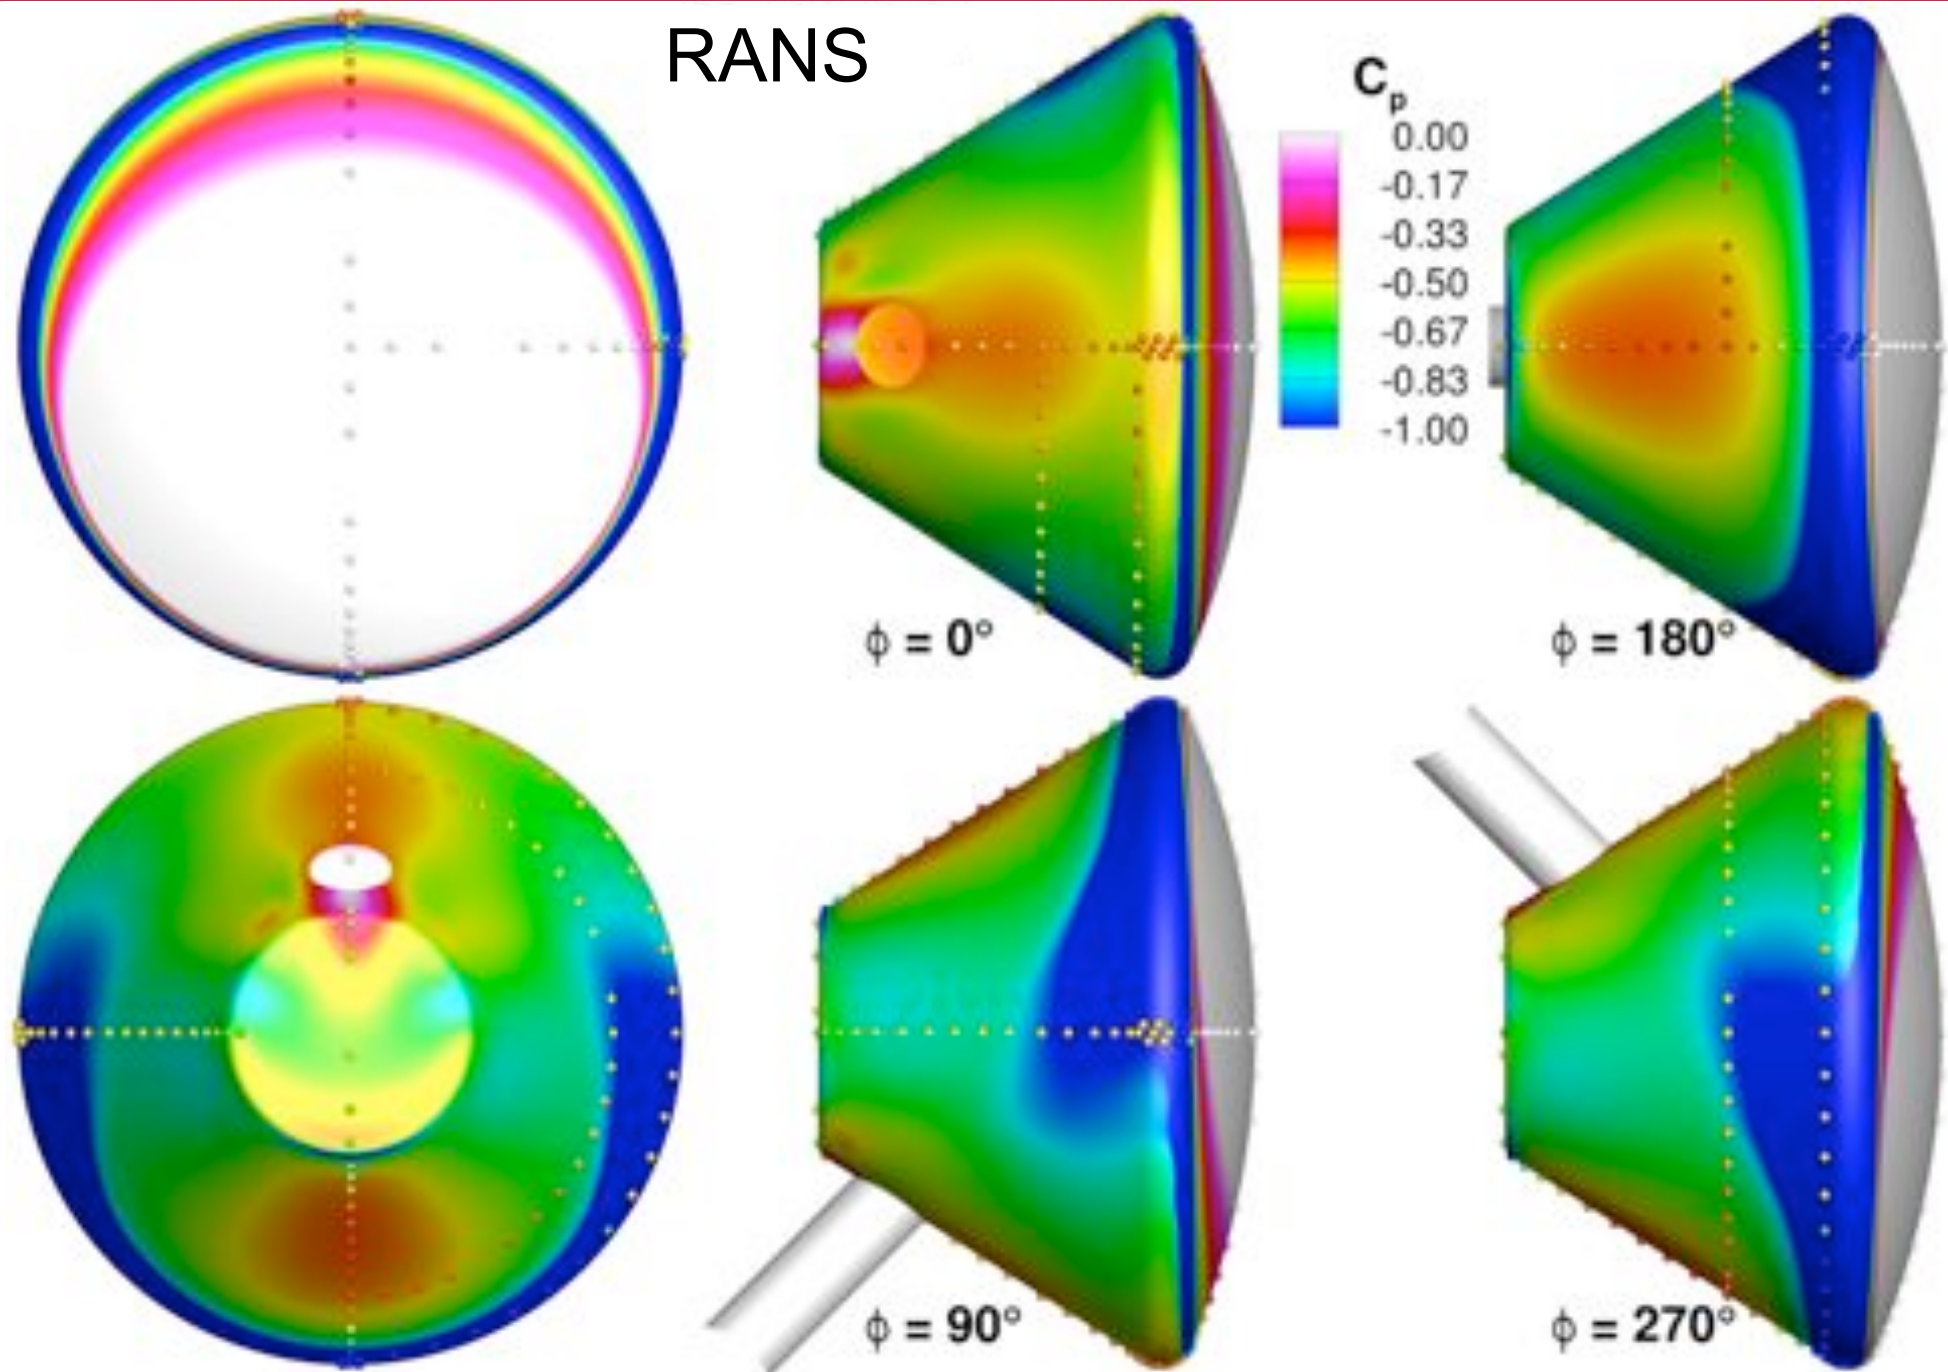 RANS
Cp
0.00
-0.17
-0.33
-0.50
-0.67
-0.83
-1.00
ϕ = 0°
ϕ = 180°
ϕ = 90°
ϕ = 270°